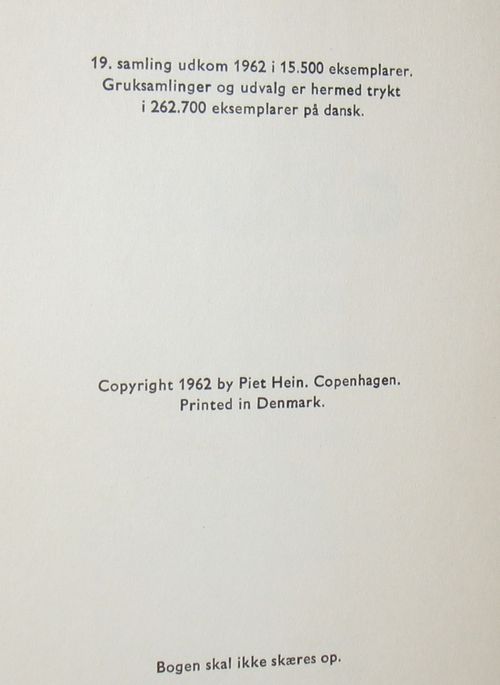 19. samling udkom 1962 i 15.500 eksemplarer.
Gruksamlinger og udvalg er hermed trykt
i 262.700 eksemplarer på dansk.
Copyright 1962 by Piet Hein. Copenhagen.
Printed in Denmark.
Bogen skal ikke skæres op.